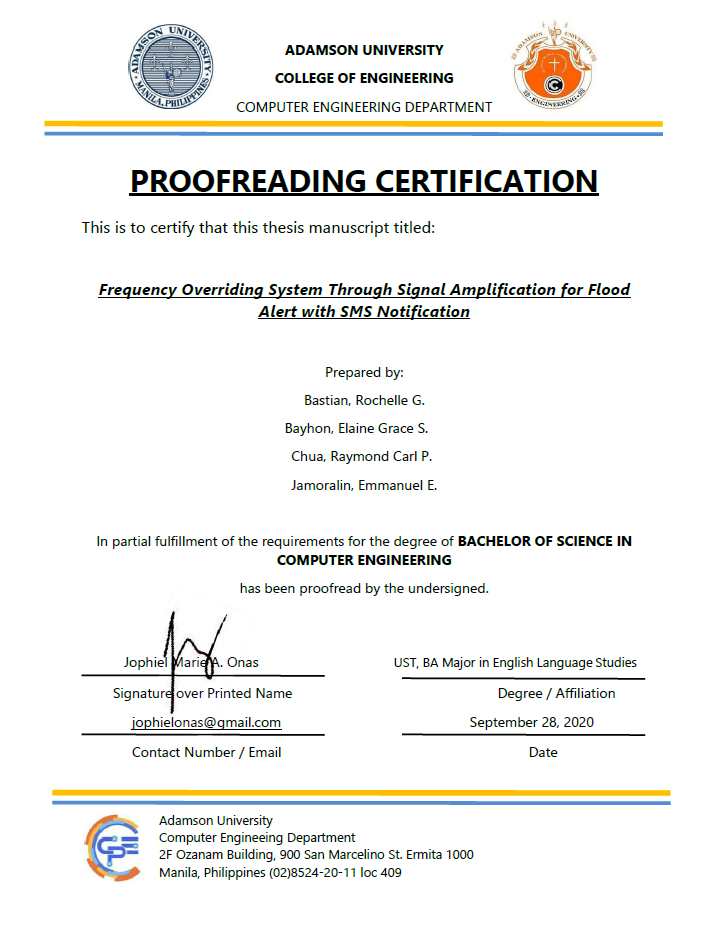 ADAMSON UNIVERSITY
MANILA, PHILIPPINES
ADAMSON UNIVERSITY
COLLEGE OF ENGINEERING
COMPUTER ENGINEERING DEPARTMENT
ADAMSON UNIVERSITY
ENGINEERING
PROOFREADING CERTIFICATION
This is to certify that this thesis manuscript titled:
Frequency Overriding System Through Signal Amplification for Flood
Alert with SMS Notification
Prepared by:
Bastian, Rochelle G.
Bayhon, Elaine Grace S.
Chua, Raymond Carl P.
Jamoralin, Emmanuel E.
In partial fulfillment of the requirements for the degree of BACHELOR OF SCIENCE IN
COMPUTER ENGINEERING
has been proofread by the undersigned.
Jophiel Marie A. Onas
UST, BA Major in English Language Studies
Signature over Printed Name
Degree / Affiliation
jophielonas@gmail.com
September 28, 2020
Contact Number / Email
Date
CPE
Adamson University
Computer Engineeing Department
2F Ozanam Building, 900 San Marcelino St. Ermita 1000
Manila, Philippines (02)8524-20-11 loc 409